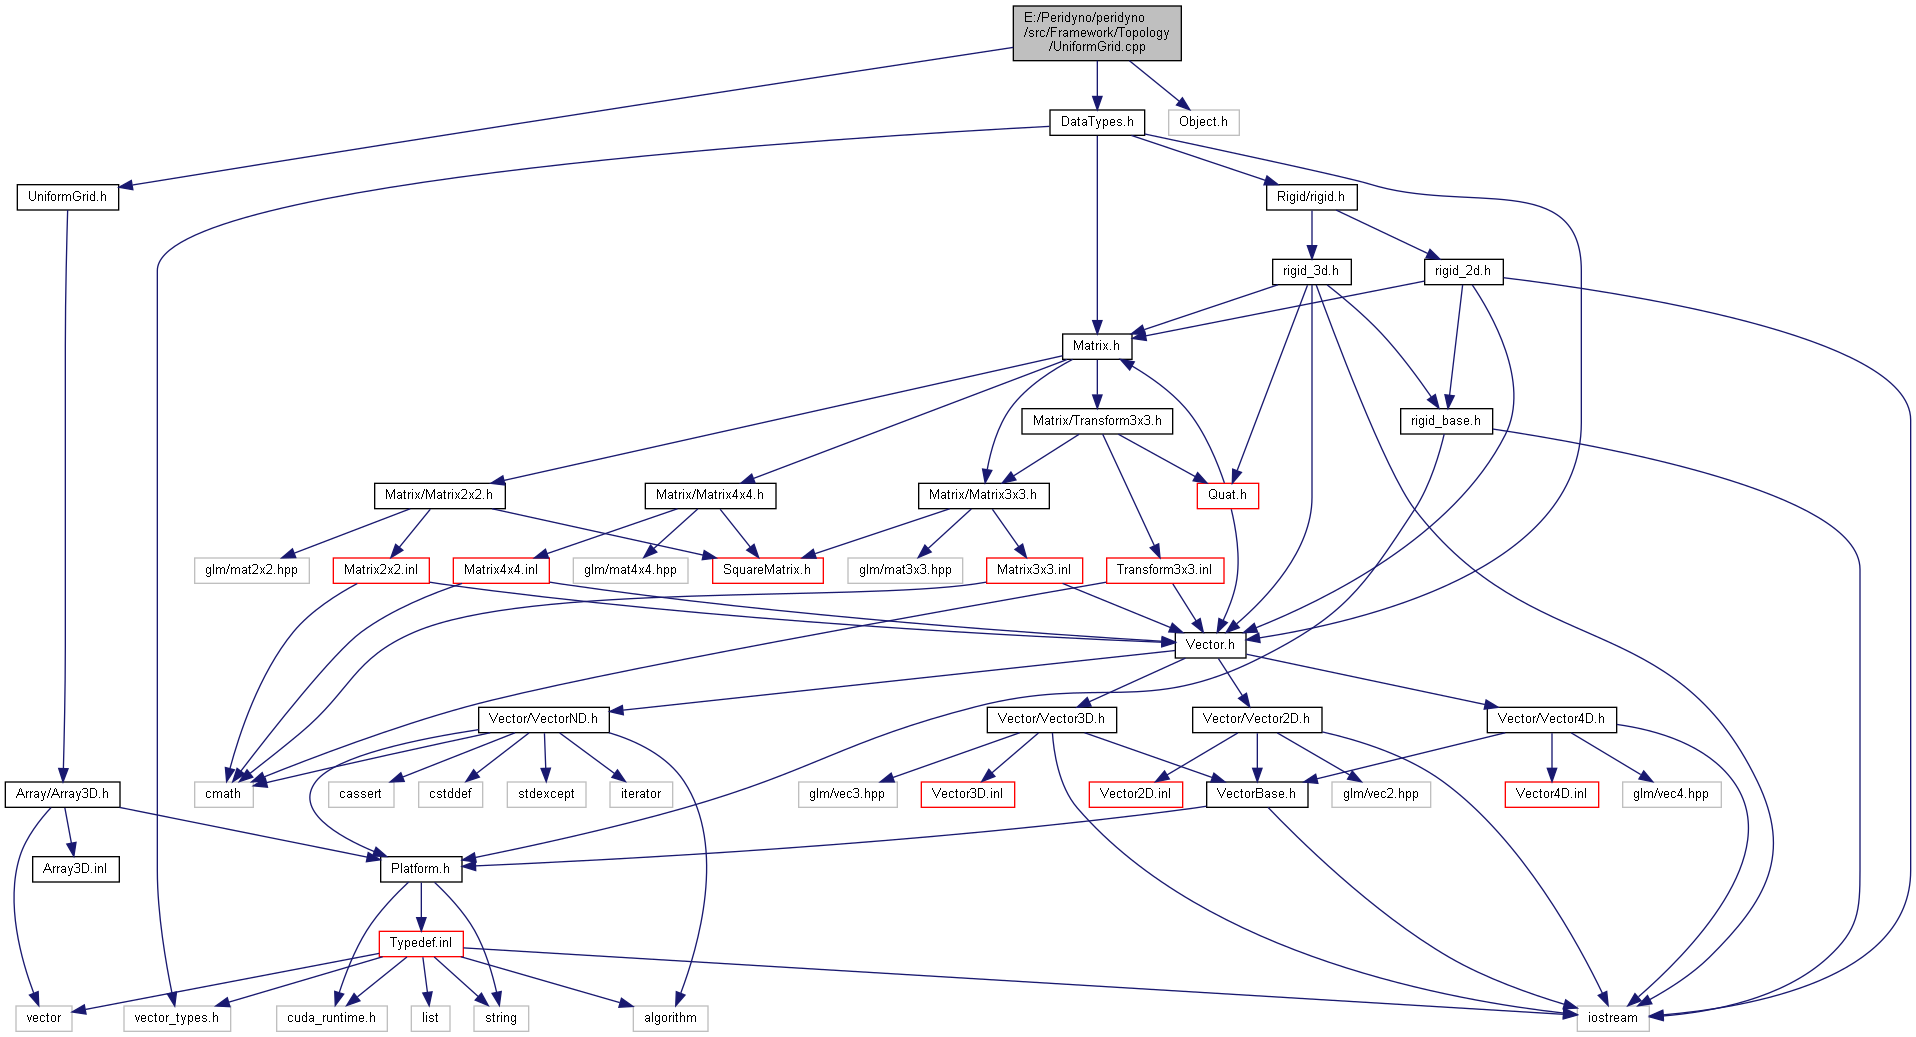 E:/Peridyno/peridyno
/src/Framework/Topology
/UniformGrid.cpp
DataTypes.h
Object.h
UniformGrid.h
Rigid/rigid.h
rigid_3d.h
rigid_2d.h
Matrix.h
Matrix/Transform3x3.h
rigid_base.h
Matrix/Matrix2x2.h
Matrix/Matrix4x4.h
Matrix/Matrix3x3.h
Quat.h
glm/mat2x2.hpp
Matrix2x2.inl
Matrix4x4.inl
glm/mat4x4.hpp
SquareMatrix.h
glm/mat3x3.hpp
Matrix3x3.inl
Transform3x3.inl
Vector.h
Vector/VectorND.h
Vector/Vector3D.h
Vector/Vector2D.h
Vector/Vector4D.h
Array/Array3D.h
cmath
cassert
cstddef
stdexcept
iterator
glm/vec3.hpp
Vector3D.inl
Vector2D.inl
VectorBase.h
glm/vec2.hpp
Vector4D.inl
glm/vec4.hpp
Array3D.inl
Platform.h
Typedef.inl
vector
vector_types.h
cuda_runtime.h
list
string
algorithm
iostream